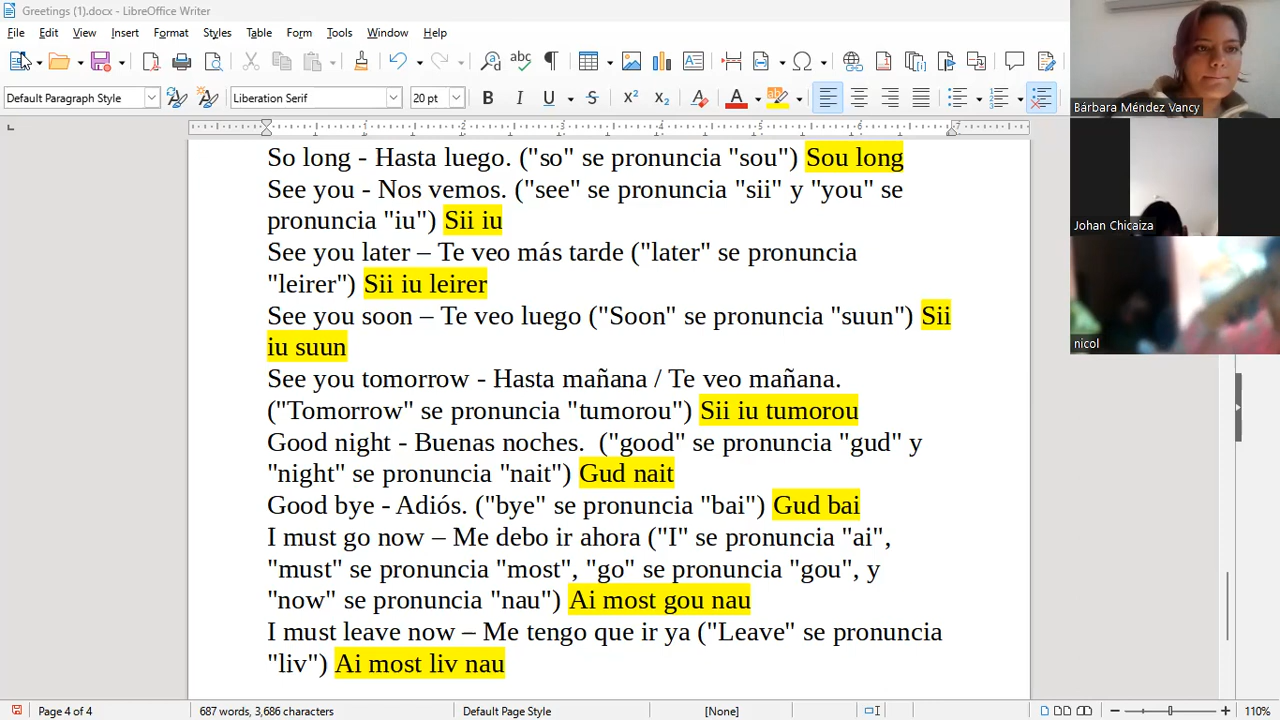 Greetings (1).docx - LibreOffice Writer
File Edit View Insert Format Styles Table Form Tools Window Help
Default Paragraph Style Liberation Serif 20 pt
So long - Hasta luego. ("so" se pronuncia "sou") Sou long
See you - Nos vemos. ("see" se pronuncia "sii" y "you" se
pronuncia "iu") Sii iu
See you later – Te veo más tarde ("later" se pronuncia
"leirer") Sii iu leirer
See you soon – Te veo luego ("Soon" se pronuncia "suun") Sii
iu suun
See you tomorrow - Hasta mañana / Te veo mañana.
("Tomorrow" se pronuncia "tumorou") Sii iu tumorou
Good night - Buenas noches.  ("good" se pronuncia "gud" y
"night" se pronuncia "nait") Gud nait
Good bye - Adiós. ("bye" se pronuncia "bai") Gud bai
I must go now – Me debo ir ahora ("I" se pronuncia "ai",
"must" se pronuncia "most", "go" se pronuncia "gou", y
"now" se pronuncia "nau") Ai most gou nau
I must leave now – Me tengo que ir ya ("Leave" se pronuncia
"liv") Ai most liv nau
Bárbara Méndez Vancy
Johan Chicaiza
nicol
Page 4 of 4 687 words, 3,686 characters Default Page Style [None] 110%